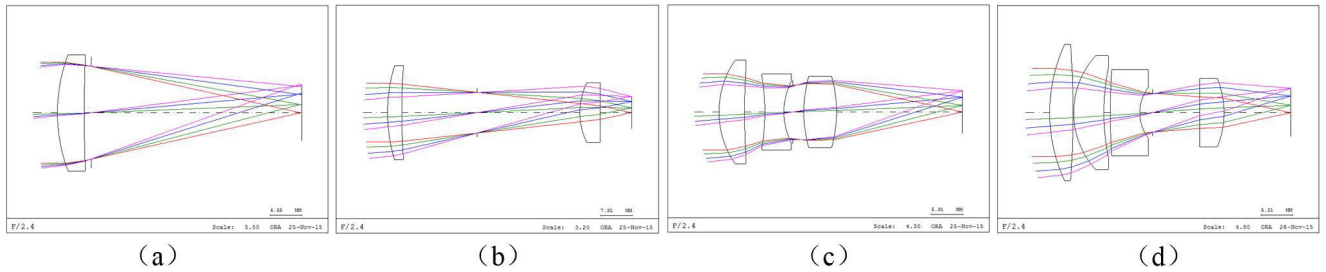 4.55 MM
F/2.4 Scale: 5.50 ORA 25-Nov-15
(a)
7.81 MM
F/2.4 Scale: 3.20 ORA 25-Nov-15
(b)
5.81 MM
F/2.4 Scale: 4.30 ORA 25-Nov-15
(c)
5.21 MM
F/2.4 Scale: 4.80 ORA 26-Nov-15
(d)